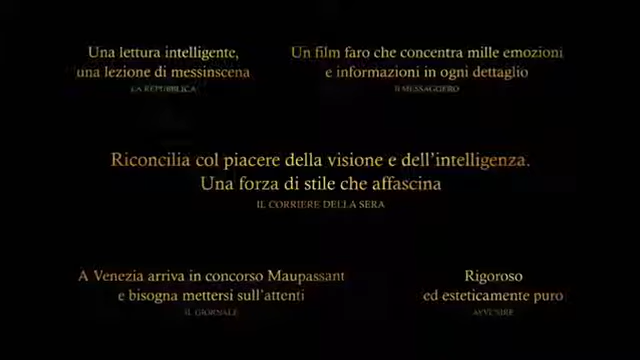 Una lettura intelligente,
una lezione di messinscena
LA REPUBBLICA
Un film faro che concentra mille emozioni
e informazioni in ogni dettaglio
IL MESSAGGERO
Riconcilia col piacere della visione e dell'intelligenza.
Una forza di stile che affascina
IL CORRIERE DELLA SERA
A Venezia arriva in concorso Maupassant
e bisogna mettersi sull'attenti
IL GIORNALE
Rigoroso
ed esteticamente puro
AVVENIRE